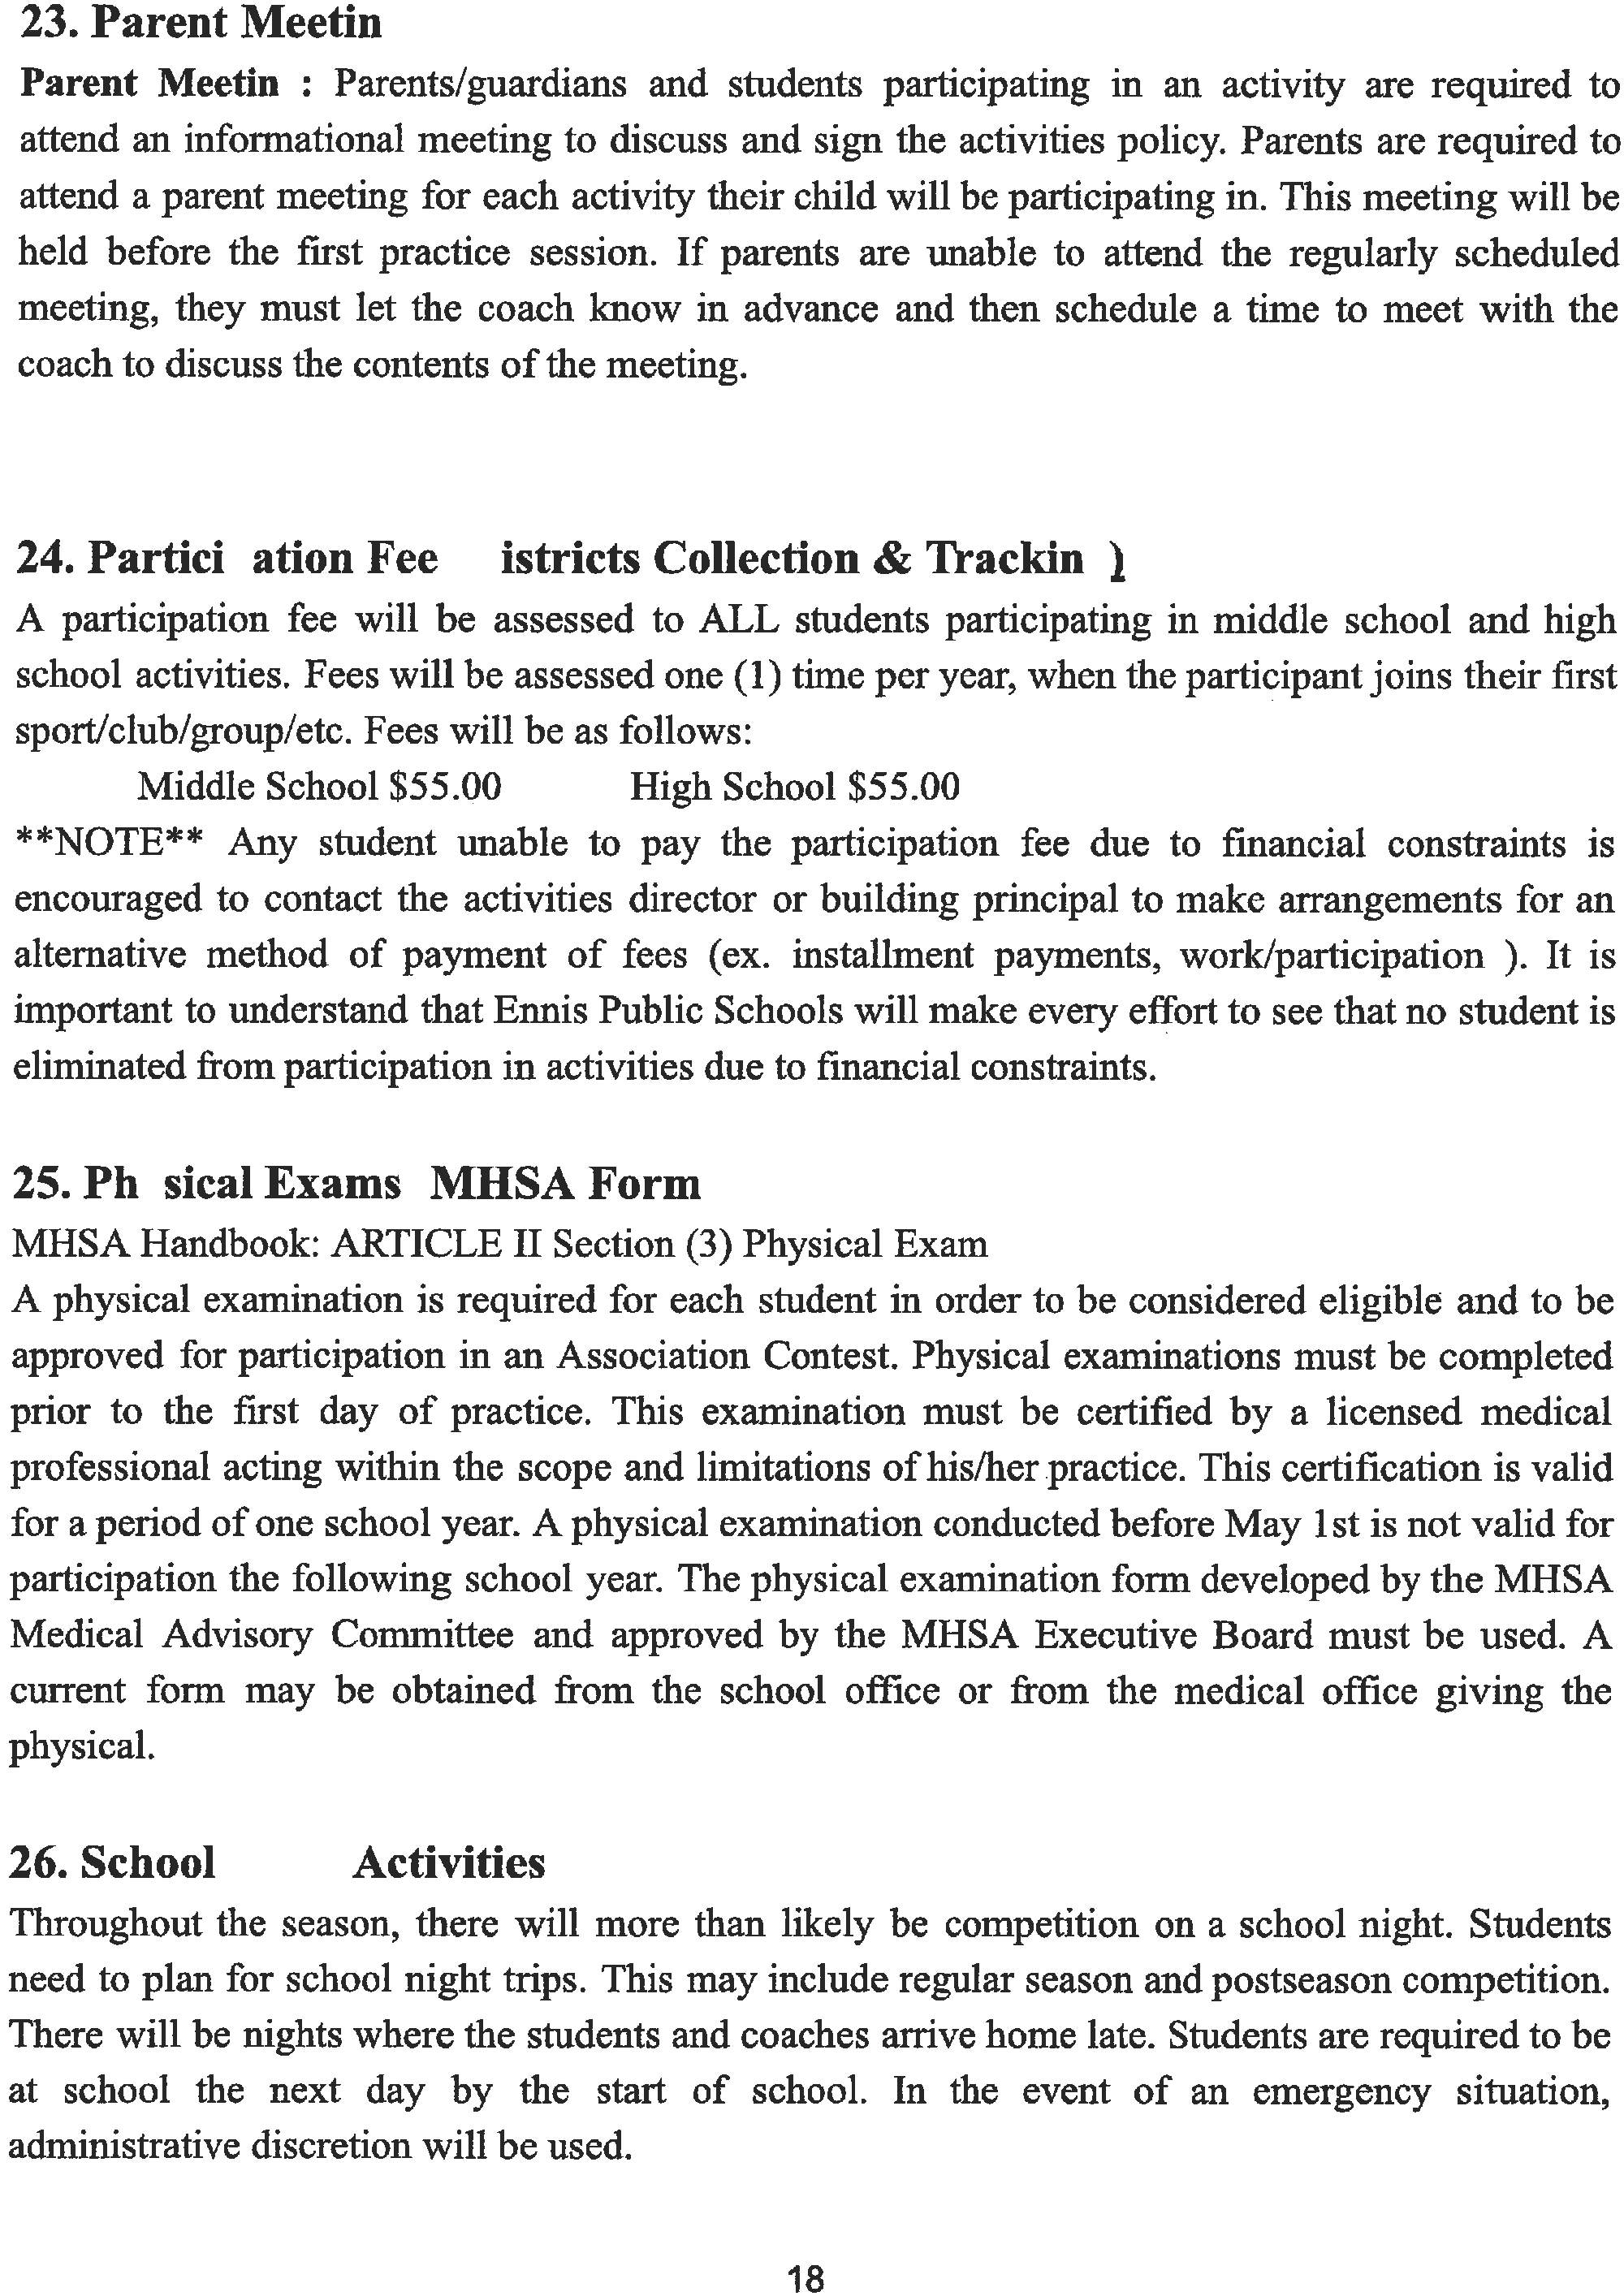 23. Parent Meetin
Parent Meetin : Parents/guardians and students participating in an activity are required to
attend an informational meeting to discuss and sign the activities policy. Parents are required to
attend a parent meeting for each activity their child will be participating in. This meeting will be
held before the first practice session. If parents are unable to attend the regularly scheduled
meeting, they must let the coach know in advance and then schedule a time to meet with the
coach to discuss the contents of the meeting.
24. Partici ation Fee istricts Collection & Trackin )
A participation fee will be assessed to ALL students participating in middle school and high
school activities. Fees will be assessed one (1) time per year, when the participant joins their first
sport/club/group/etc. Fees will be as follows:
Middle School $55.00 High School $55.00
**NOTE** Any student unable to pay the participation fee due to financial constraints is
encouraged to contact the activities director or building principal to make arrangements for an
alternative method of payment of fees (ex. installment payments, work/participation ). It is
important to understand that Ennis Public Schools will make every effort to see that no student is
eliminated from participation in activities due to financial constraints.
25. Ph sical Exams MHSA Form
MHSA Handbook: ARTICLE II Section (3) Physical Exam
A physical examination is required for each student in order to be considered eligible and to be
approved for participation in an Association Contest. Physical examinations must be completed
prior to the first day of practice. This examination must be certified by a licensed medical
professional acting within the scope and limitations of his/her practice. This certification is valid
for a period of one school year. A physical examination conducted before May 1st is not valid for
participation the following school year. The physical examination form developed by the MHSA
Medical Advisory Committee and approved by the MHSA Executive Board must be used. A
current form may be obtained from the school office or from the medical office giving the
physical.
26. School Activities
Throughout the season, there will more than likely be competition on a school night. Students
need to plan for school night trips. This may include regular season and postseason competition.
There will be nights where the students and coaches arrive home late. Students are required to be
at school the next day by the start of school. In the event of an emergency situation,
administrative discretion will be used.
18